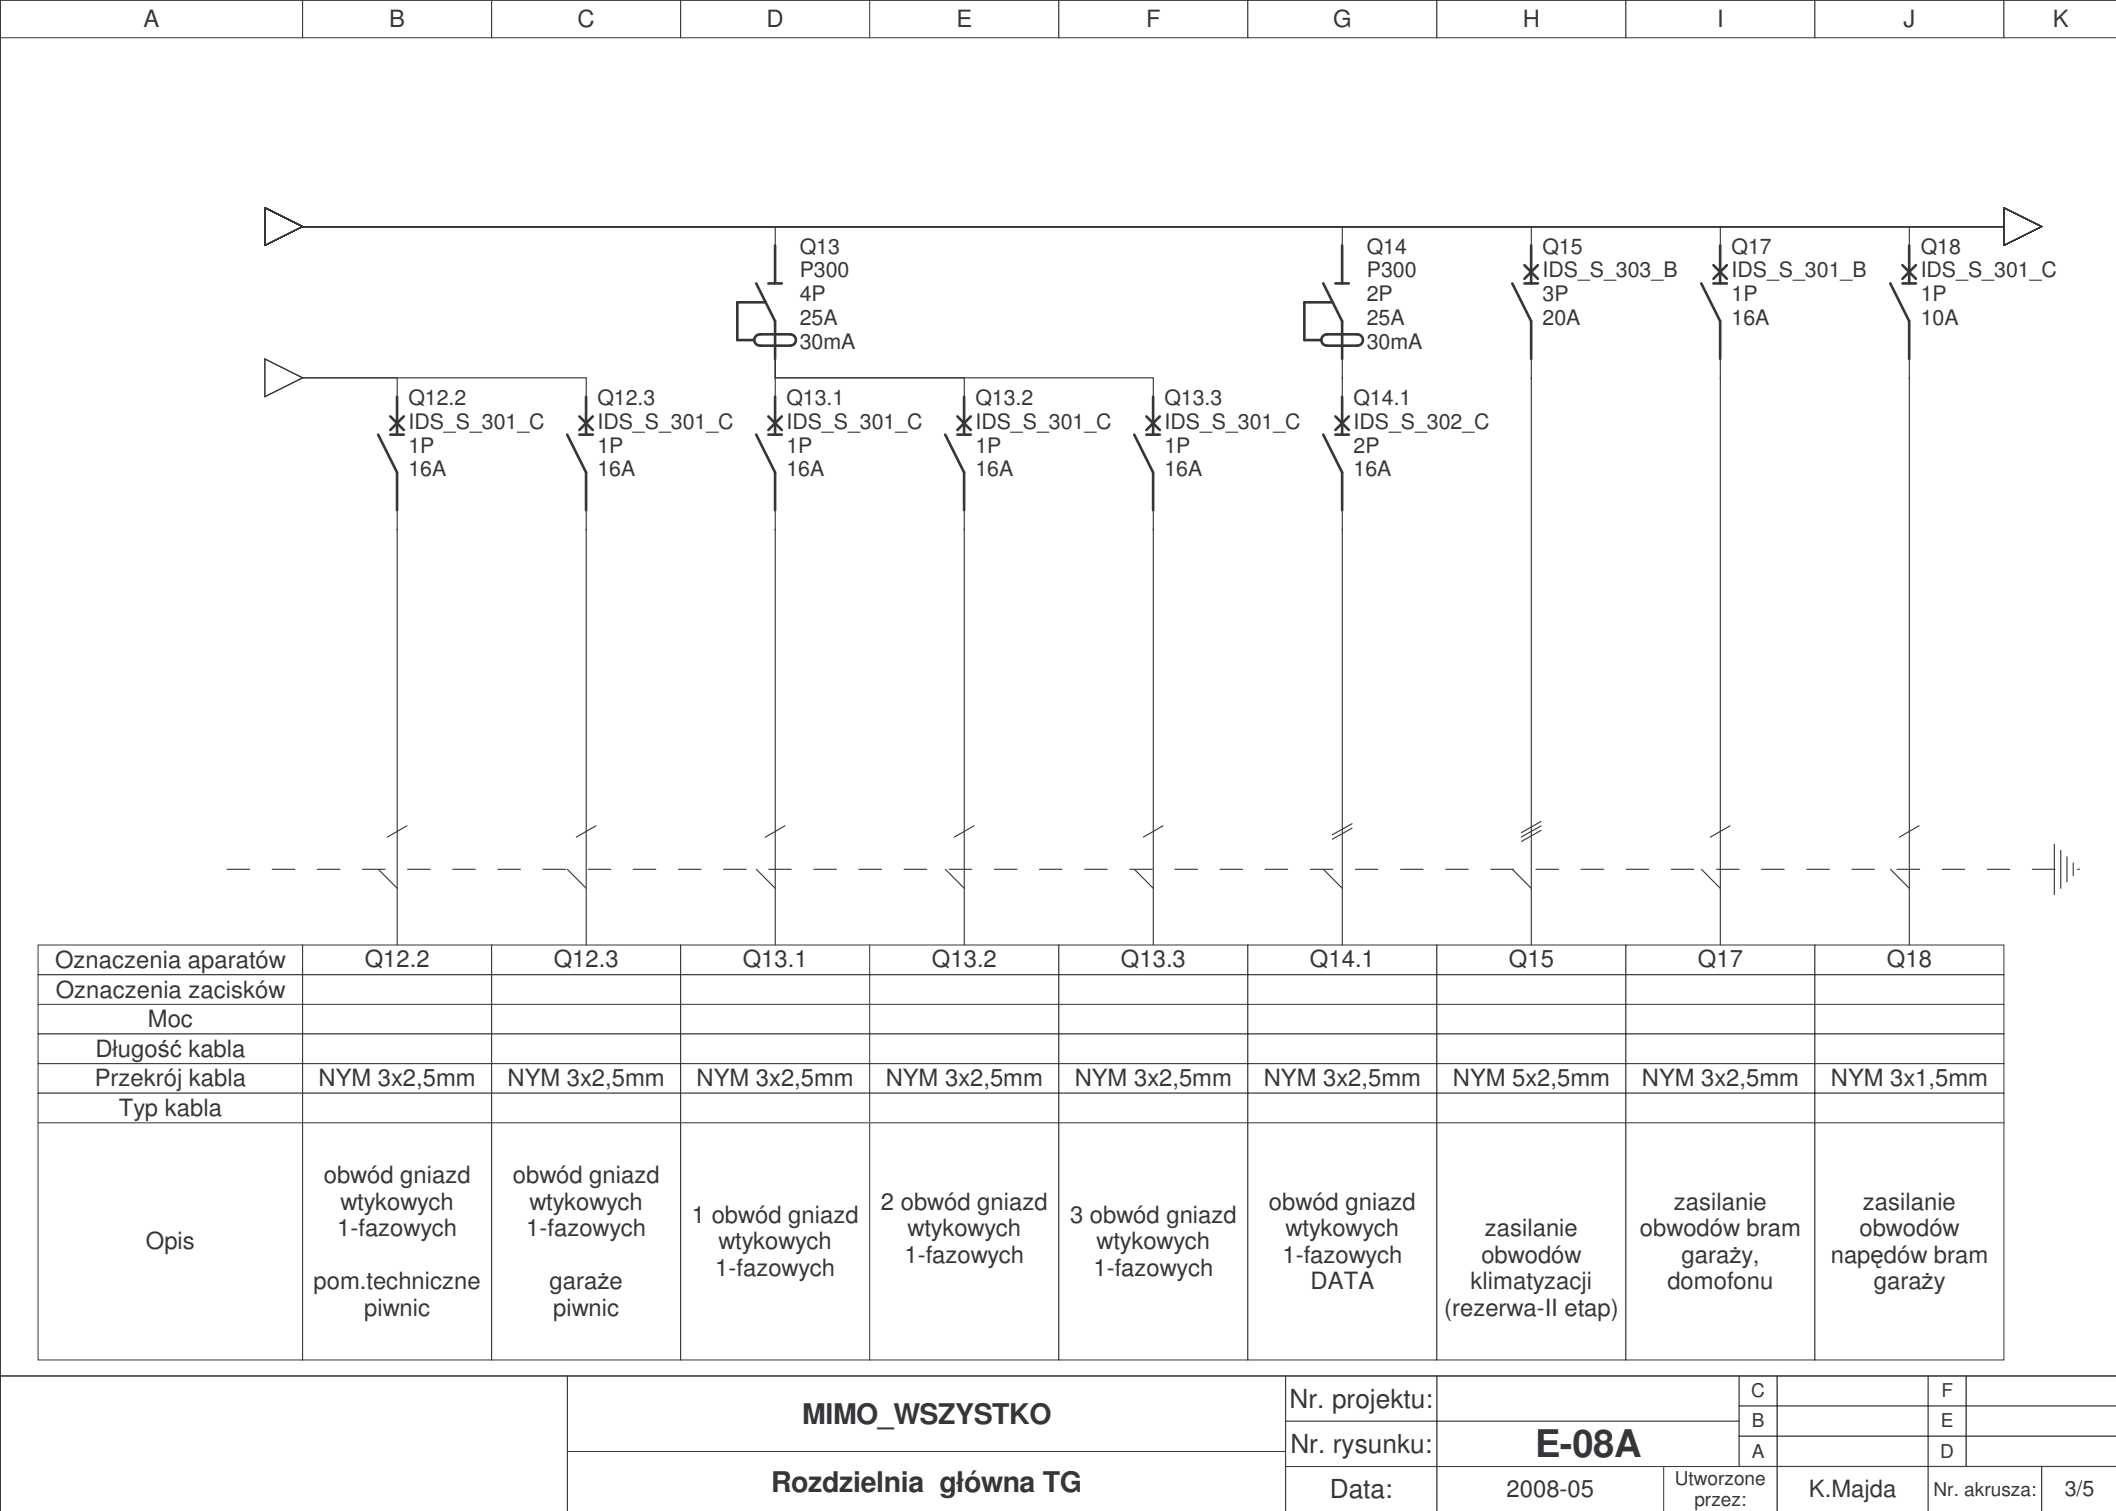 A B C D E F G H I J K
Q13
P300
4P
25A
30mA
Q14
P300
2P
25A
30mA
Q15
IDS_S_303_B
3P
20A
Q17
IDS_S_301_B
1P
16A
Q18
IDS_S_301_C
1P
10A
Q12.2
IDS_S_301_C
1P
16A
Q12.3
IDS_S_301_C
1P
16A
Q13.1
IDS_S_301_C
1P
16A
Q13.2
IDS_S_301_C
1P
16A
Q13.3
IDS_S_301_C
1P
16A
Q14.1
IDS_S_302_C
2P
16A
Oznaczenia aparatów Q12.2 Q12.3 Q13.1 Q13.2 Q13.3 Q14.1 Q15 Q17 Q18
Oznaczenia zacisków
Moc
Długość kabla
Przekrój kabla NYM 3x2,5mm NYM 3x2,5mm NYM 3x2,5mm NYM 3x2,5mm NYM 3x2,5mm NYM 3x2,5mm NYM 5x2,5mm NYM 3x2,5mm NYM 3x1,5mm
Typ kabla
Opis
obwód gniazd
wtykowych
1-fazowych
pom.techniczne
piwnic
obwód gniazd
wtykowych
1-fazowych
garaże
piwnic
1 obwód gniazd
wtykowych
1-fazowych
2 obwód gniazd
wtykowych
1-fazowych
3 obwód gniazd
wtykowych
1-fazowych
obwód gniazd
wtykowych
1-fazowych
DATA
zasilanie
obwodów
klimatyzacji
(rezerwa-II etap)
zasilanie
obwodów bram
garaży,
domofonu
zasilanie
obwodów
napędów bram
garaży
MIMO_WSZYSTKO
Rozdzielnia główna TG
Nr. projektu:
Nr. rysunku: E-08A
C F
B E
A D
Data: 2008-05
Utworzone
przez:
K.Majda
Nr. akrusza: 3/5